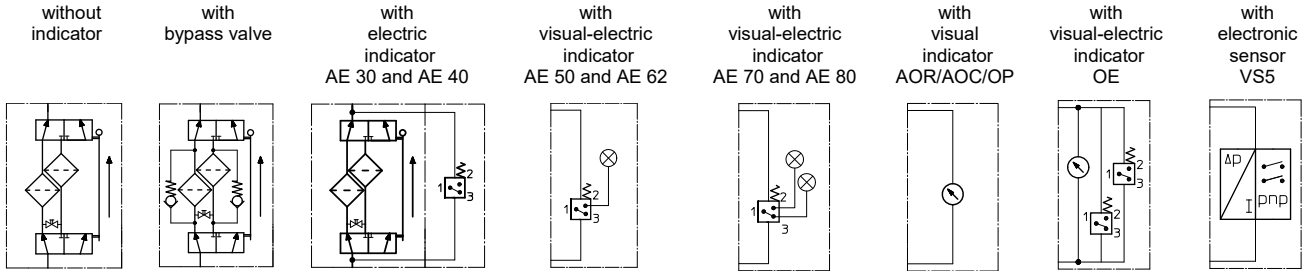 without
indicator
with
bypass valve
with
electric
indicator
AE 30 and AE 40
with
visual-electric
indicator
AE 50 and AE 62
with
visual-electric
indicator
AE 70 and AE 80
with
visual
indicator
AOR/AOC/OP
with
visual-electric
indicator
OE
with
electronic
sensor
VS5
2
1
3
2
1
3
2
1
3
2
1
3
2
1
3
Δp
I
pnp